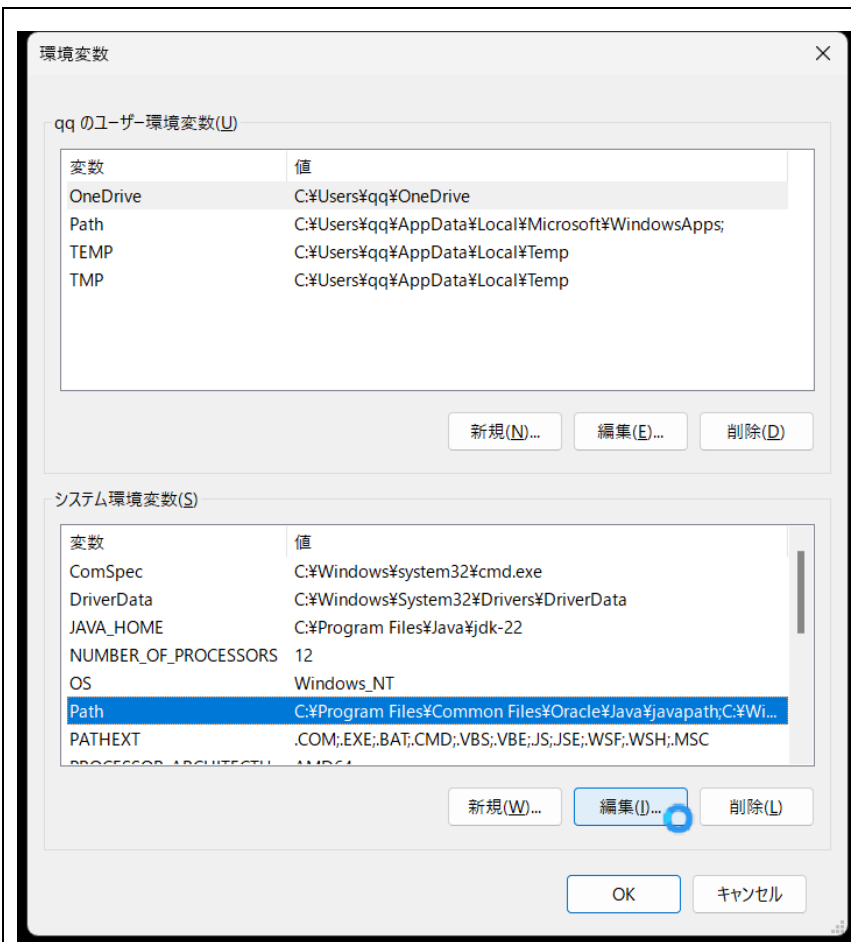 環境変数
qq のユーザー環境変数(U)
変数 値
OneDrive C:¥Users¥qq¥OneDrive
Path C:¥Users¥qq¥AppData¥Local¥Microsoft¥WindowsApps;
TEMP C:¥Users¥qq¥AppData¥Local¥Temp
TMP C:¥Users¥qq¥AppData¥Local¥Temp
新規(N)... 編集(E)... 削除(D)
システム環境変数(S)
変数 値
ComSpec C:¥Windows¥system32¥cmd.exe
DriverData C:¥Windows¥System32¥Drivers¥DriverData
JAVA_HOME C:¥Program Files¥Java¥jdk-22
NUMBER_OF_PROCESSORS 12
OS Windows_NT
Path C:¥Program Files¥Common Files¥Oracle¥Java¥javapath;C:¥Wi...
PATHEXT .COM;.EXE;.BAT;.CMD;.VBS;.VBE;.JS;.JSE;.WSF;.WSH;.MSC
新規(W)... 編集(I)... 削除(L)
OK キャンセル